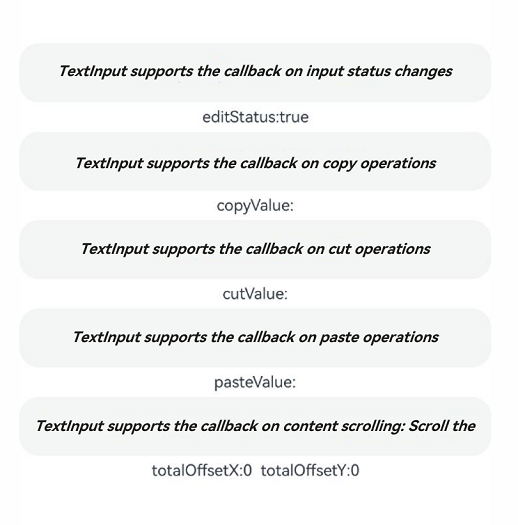 TextInput supports the callback on input status changes
editStatus:true
TextInput supports the callback on copy operations
copyValue:
TextInput supports the callback on cut operations
cutValue:
TextInput supports the callback on paste operations
pasteValue:
TextInput supports the callback on content scrolling: Scroll the
totalOffsetX:0 totalOffsetY:0